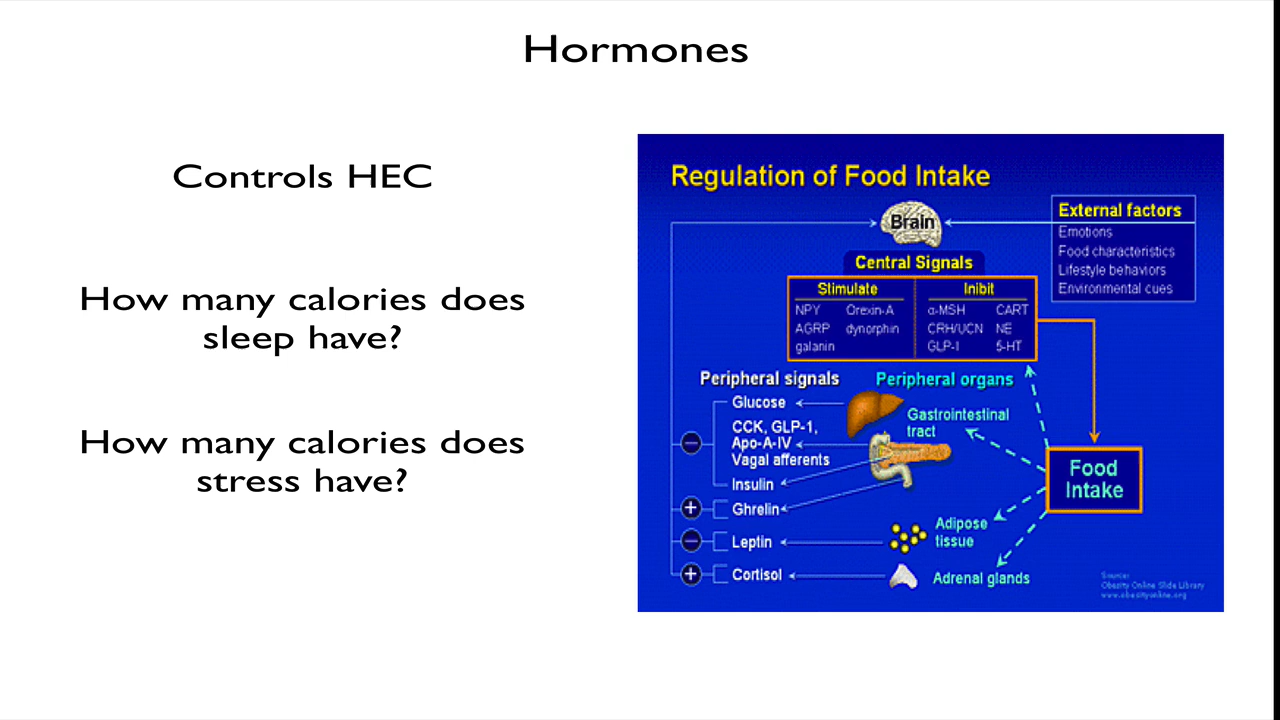 Hormones
Controls HEC
How many calories does
sleep have?
How many calories does
stress have?
Regulation of Food Intake
Brain
External factors
Emotions
Food characteristics
Lifestyle behaviors
Environmental cues
Central Signals
Stimulate
NPY Orexin-A
AGRP dynorphin
galanin
Inibit
α-MSH CART
CRH/UCN NE
GLP-I 5-HT
Peripheral signals
Peripheral organs
Glucose
CCK, GLP-1,
Apo-A-IV
Vagal afferents
Insulin
Ghrelin
Leptin
Cortisol
Gastrointestinal
tract
Adipose
tissue
Adrenal glands
Food
Intake
Source:
Obesity Online Slide Library
www.obesityonline.org